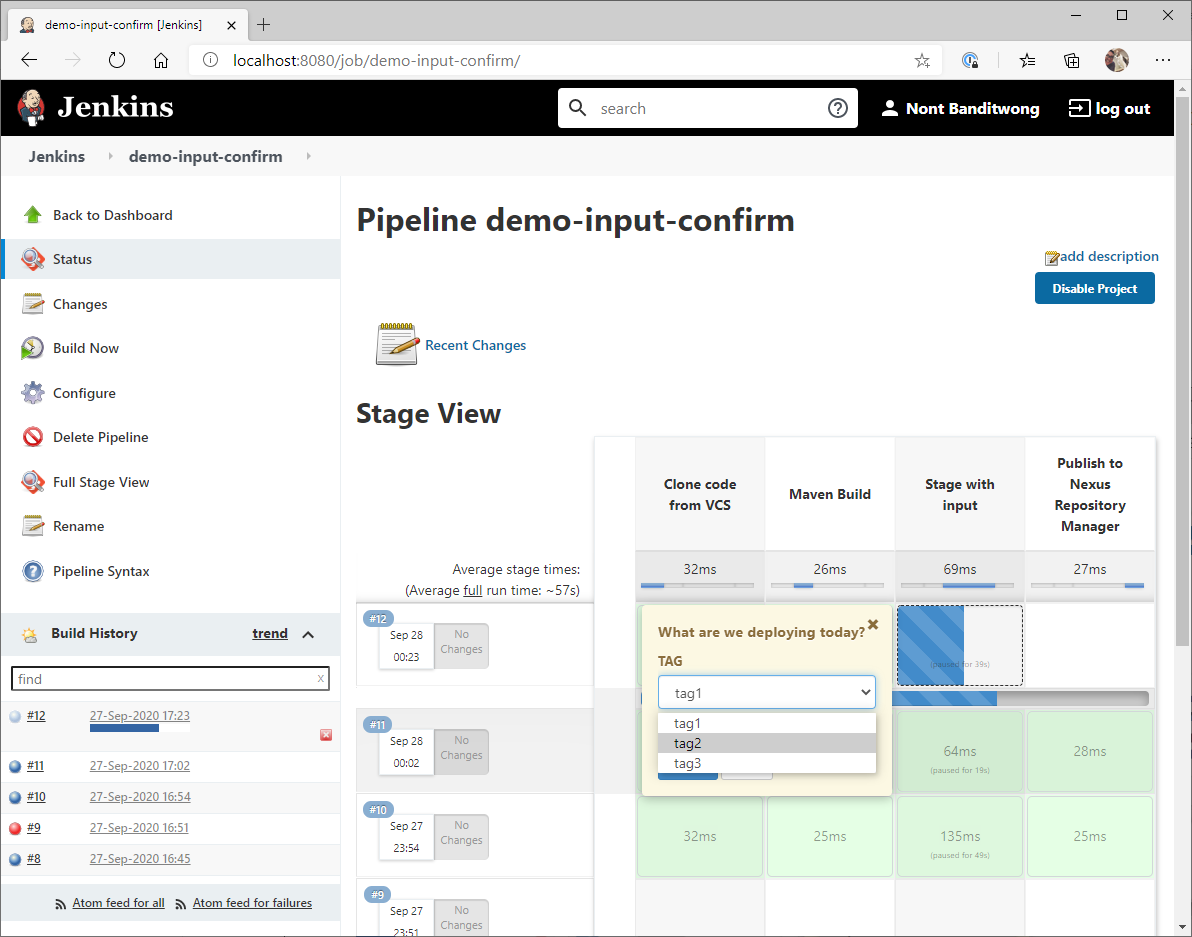 demo-input-confirm [Jenkins]
localhost:8080/job/demo-input-confirm/
Jenkins
search
Nont Banditwong
log out
Jenkins
demo-input-confirm
Back to Dashboard
Status
Changes
Build Now
Configure
Delete Pipeline
Full Stage View
Rename
Pipeline Syntax
Build History
trend
find
x
#12
27-Sep-2020 17:23
#11
27-Sep-2020 17:02
#10
27-Sep-2020 16:54
#9
27-Sep-2020 16:51
#8
27-Sep-2020 16:45
Atom feed for all
Atom feed for failures
Pipeline demo-input-confirm
add description
Disable Project
Recent Changes
Stage View
Clone code
from VCS
Maven Build
Stage with
input
Publish to
Nexus
Repository
Manager
Average stage times:
(Average full run time: ~57s)
32ms
26ms
69ms
27ms
#12
Sep 28
00:23
No
Changes
What are we deploying today?
TAG
tag1
tag1
tag2
tag3
(paused for 39s)
#11
Sep 28
00:02
No
Changes
64ms
(paused for 19s)
28ms
#10
Sep 27
23:54
No
Changes
32ms
25ms
135ms
(paused for 49s)
25ms
#9
Sep 27
23:51
No
Changes